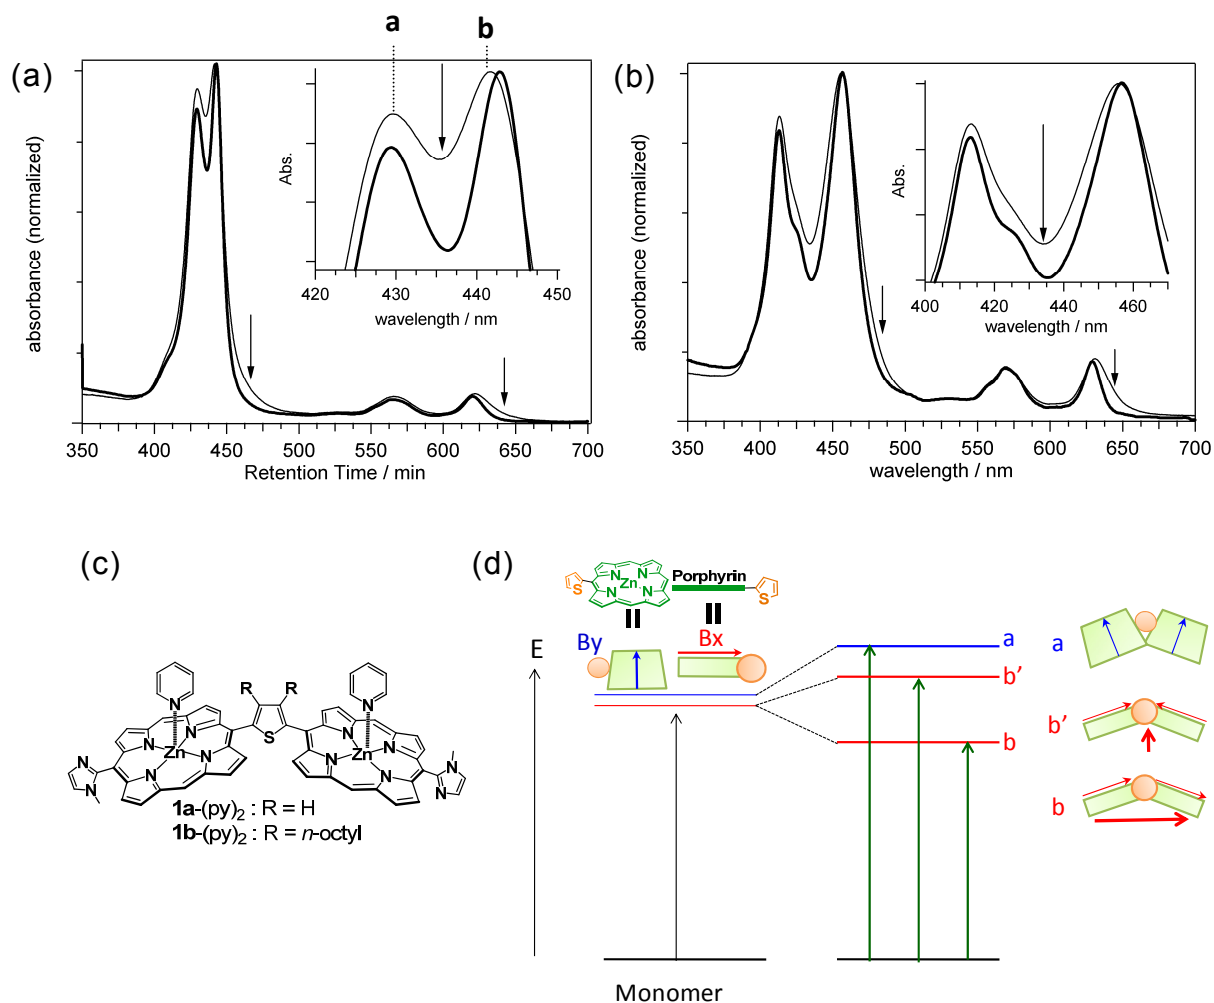 a
b
(a)
absorbance (normalized)
350
400
450
500
550
600
650
700
Retention Time / min
Abs.
420
430
440
450
wavelength / nm
(b)
absorbance (normalized)
350
400
450
500
550
600
650
700
wavelength / nm
Abs.
400
420
440
460
wavelength / nm
(c)
N
N
R
R
N
N
N
N
Zn
S
N
N
N
N
Zn
N
N
N
N
1a-(py)2 : R = H
1b-(py)2 : R = n-octyl
(d)
S
N
N
Zn
N
N
Porphyrin
S
E
By
Bx
a
b'
b
a
b'
b
Monomer